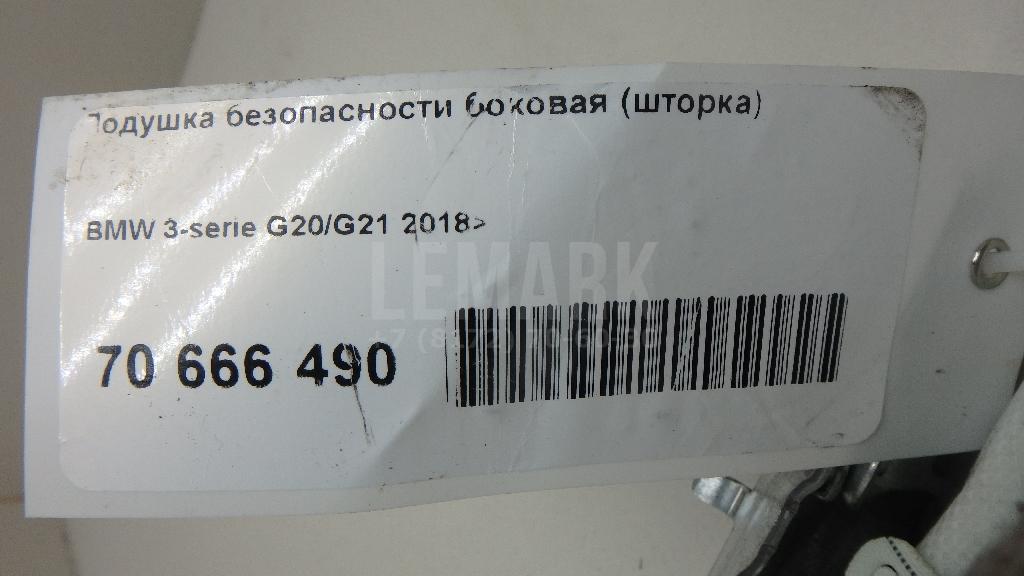 Подушка безопасности боковая (шторка)
BMW 3-serie G20/G21 2018>
LEMARK
70 666 490